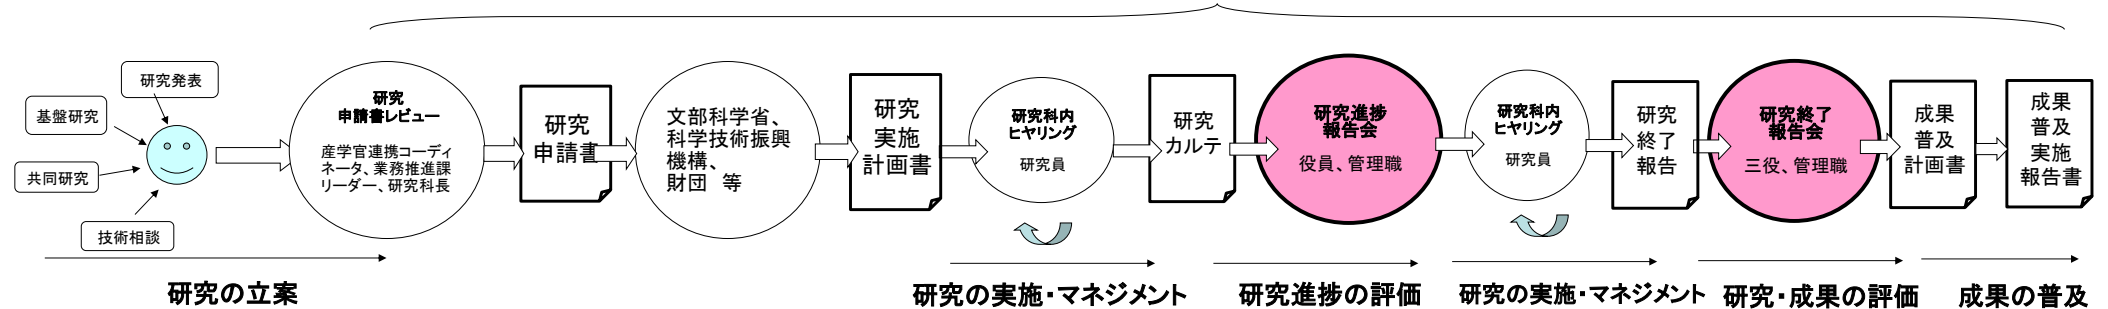 研究発表
基盤研究
共同研究
技術相談
研究
申請書レビュー
産学官連携コーディ
ネータ、業務推進課
リーダー、研究科長
研究
申請書
文部科学省、
科学技術振興
機構、
財団 等
研究
実施
計画書
研究科内
ヒヤリング
研究員
研究
カルテ
研究進捗
報告会
役員、管理職
研究科内
ヒヤリング
研究員
研究
終了
報告
研究終了
報告会
三役、管理職
成果
普及
計画書
成果
普及
実施
報告書
研究の立案
研究の実施・マネジメント
研究進捗の評価
研究の実施・マネジメント
研究・成果の評価
成果の普及